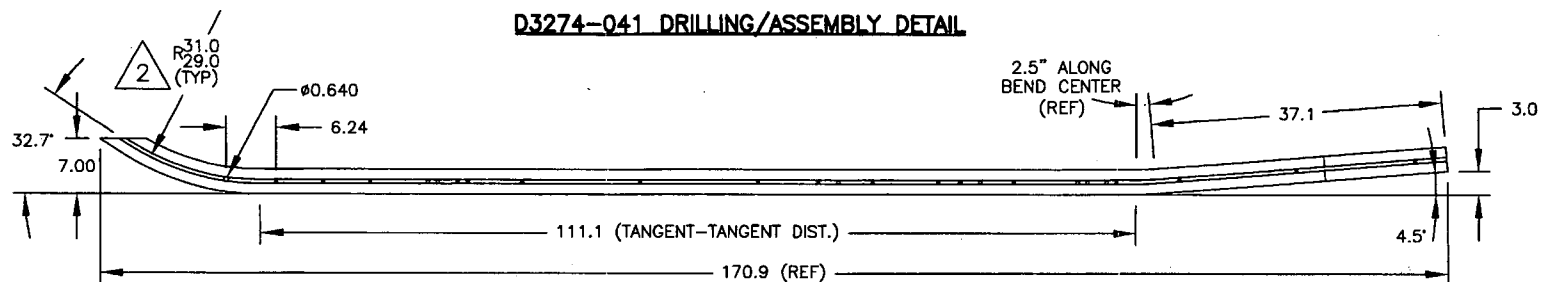 D3274-041 DRILLING/ASSEMBLY DETAIL
2
R31.0
29.0
(TYP)
ø0.640
2.5" ALONG
BEND CENTER
(REF)
37.1
3.0
6.24
32.7°
7.00
111.1 (TANGENT-TANGENT DIST.)
4.5°
170.9 (REF)